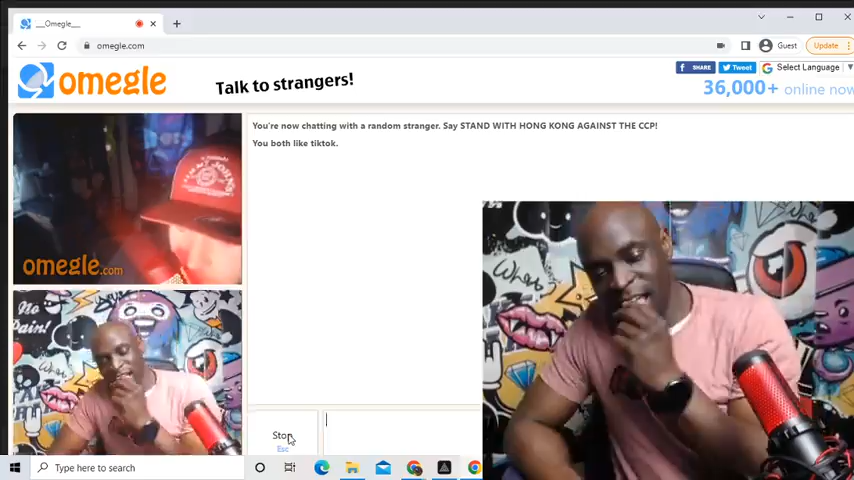 __Omegle__
omegle.com
Guest
Update
omegle
Talk to strangers!
SHARE
Tweet
Select Language
36,000+ online now
You're now chatting with a random stranger. Say STAND WITH HONG KONG AGAINST THE CCP!
You both like tiktok.
omegle.com
No
Pain!
Stop
Esc
Type here to search